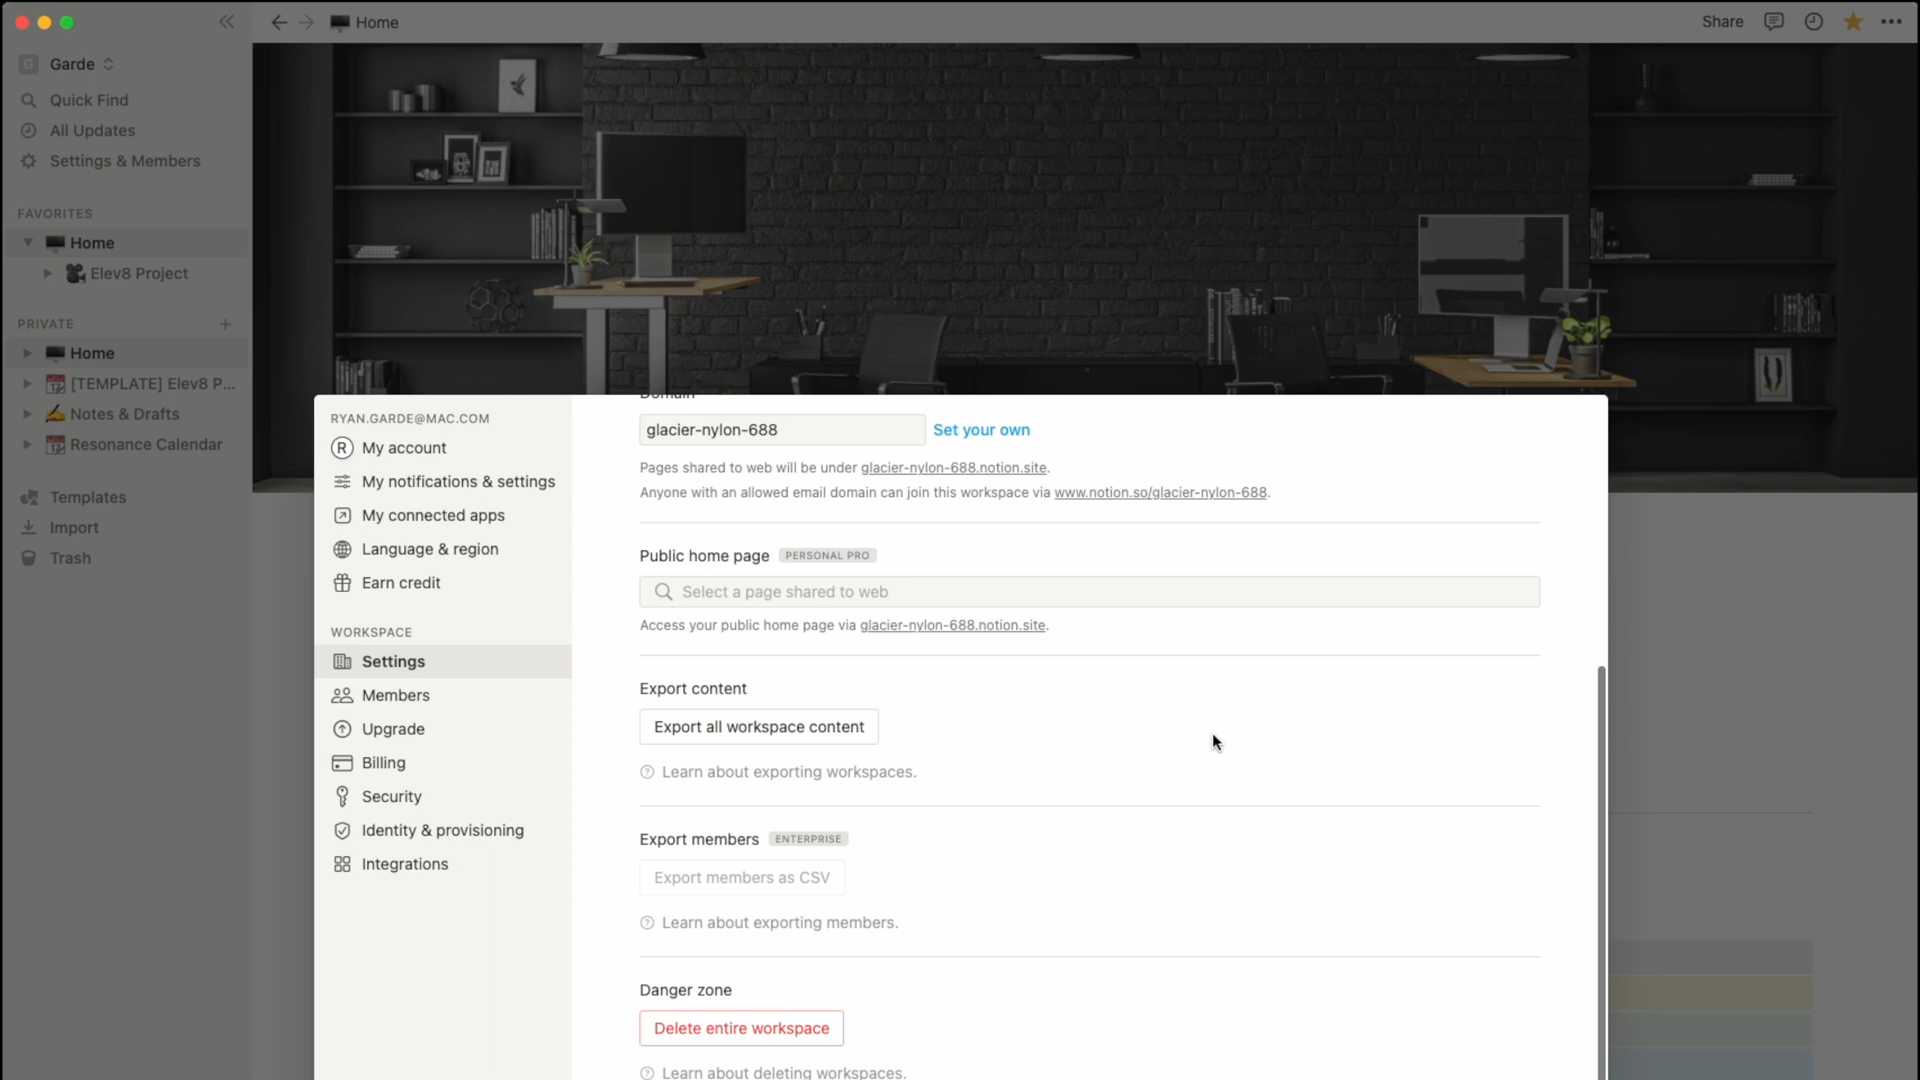 Home
Share
G Garde
Quick Find
All Updates
Settings & Members
FAVORITES
Home
Elev8 Project
PRIVATE
Home
[TEMPLATE] Elev8 P...
Notes & Drafts
Resonance Calendar
Templates
Import
Trash
RYAN.GARDE@MAC.COM
R My account
My notifications & settings
My connected apps
Language & region
Earn credit
WORKSPACE
Settings
Members
Upgrade
Billing
Security
Identity & provisioning
Integrations
Domain
glacier-nylon-688 Set your own
Pages shared to web will be under glacier-nylon-688.notion.site.
Anyone with an allowed email domain can join this workspace via www.notion.so/glacier-nylon-688.
Public home page PERSONAL PRO
Select a page shared to web
Access your public home page via glacier-nylon-688.notion.site.
Export content
Export all workspace content
Learn about exporting workspaces.
Export members ENTERPRISE
Export members as CSV
Learn about exporting members.
Danger zone
Delete entire workspace
Learn about deleting workspaces.